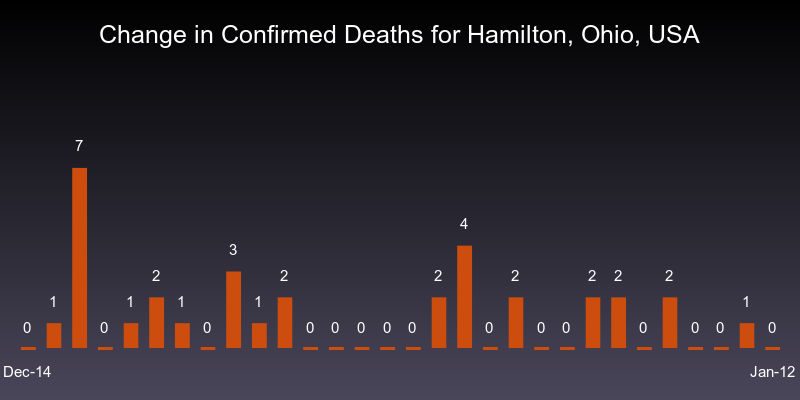 Change in Confirmed Deaths for Hamilton, Ohio, USA
0 1 7 0 1 2 1 0 3 1 2 0 0 0 0 0 2 4 0 2 0 0 2 2 0 2 0 0 1 0
Dec-14 Jan-12